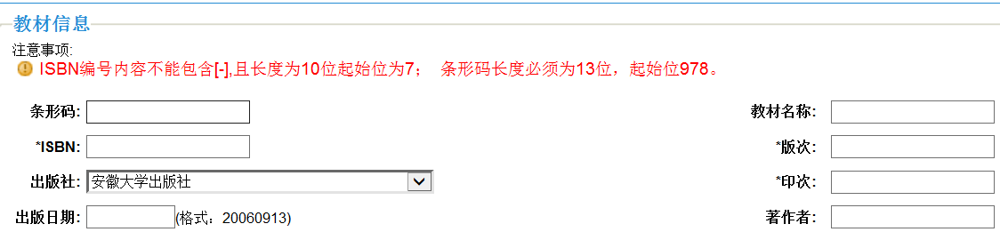 教材信息
注意事项:
ISBN编号内容不能包含[-],且长度为10位起始位为7； 条形码长度必须为13位，起始位978。
条形码: 教材名称:
*ISBN: *版次:
出版社: 安徽大学出版社 *印次:
出版日期: (格式：20060913) 著作者: